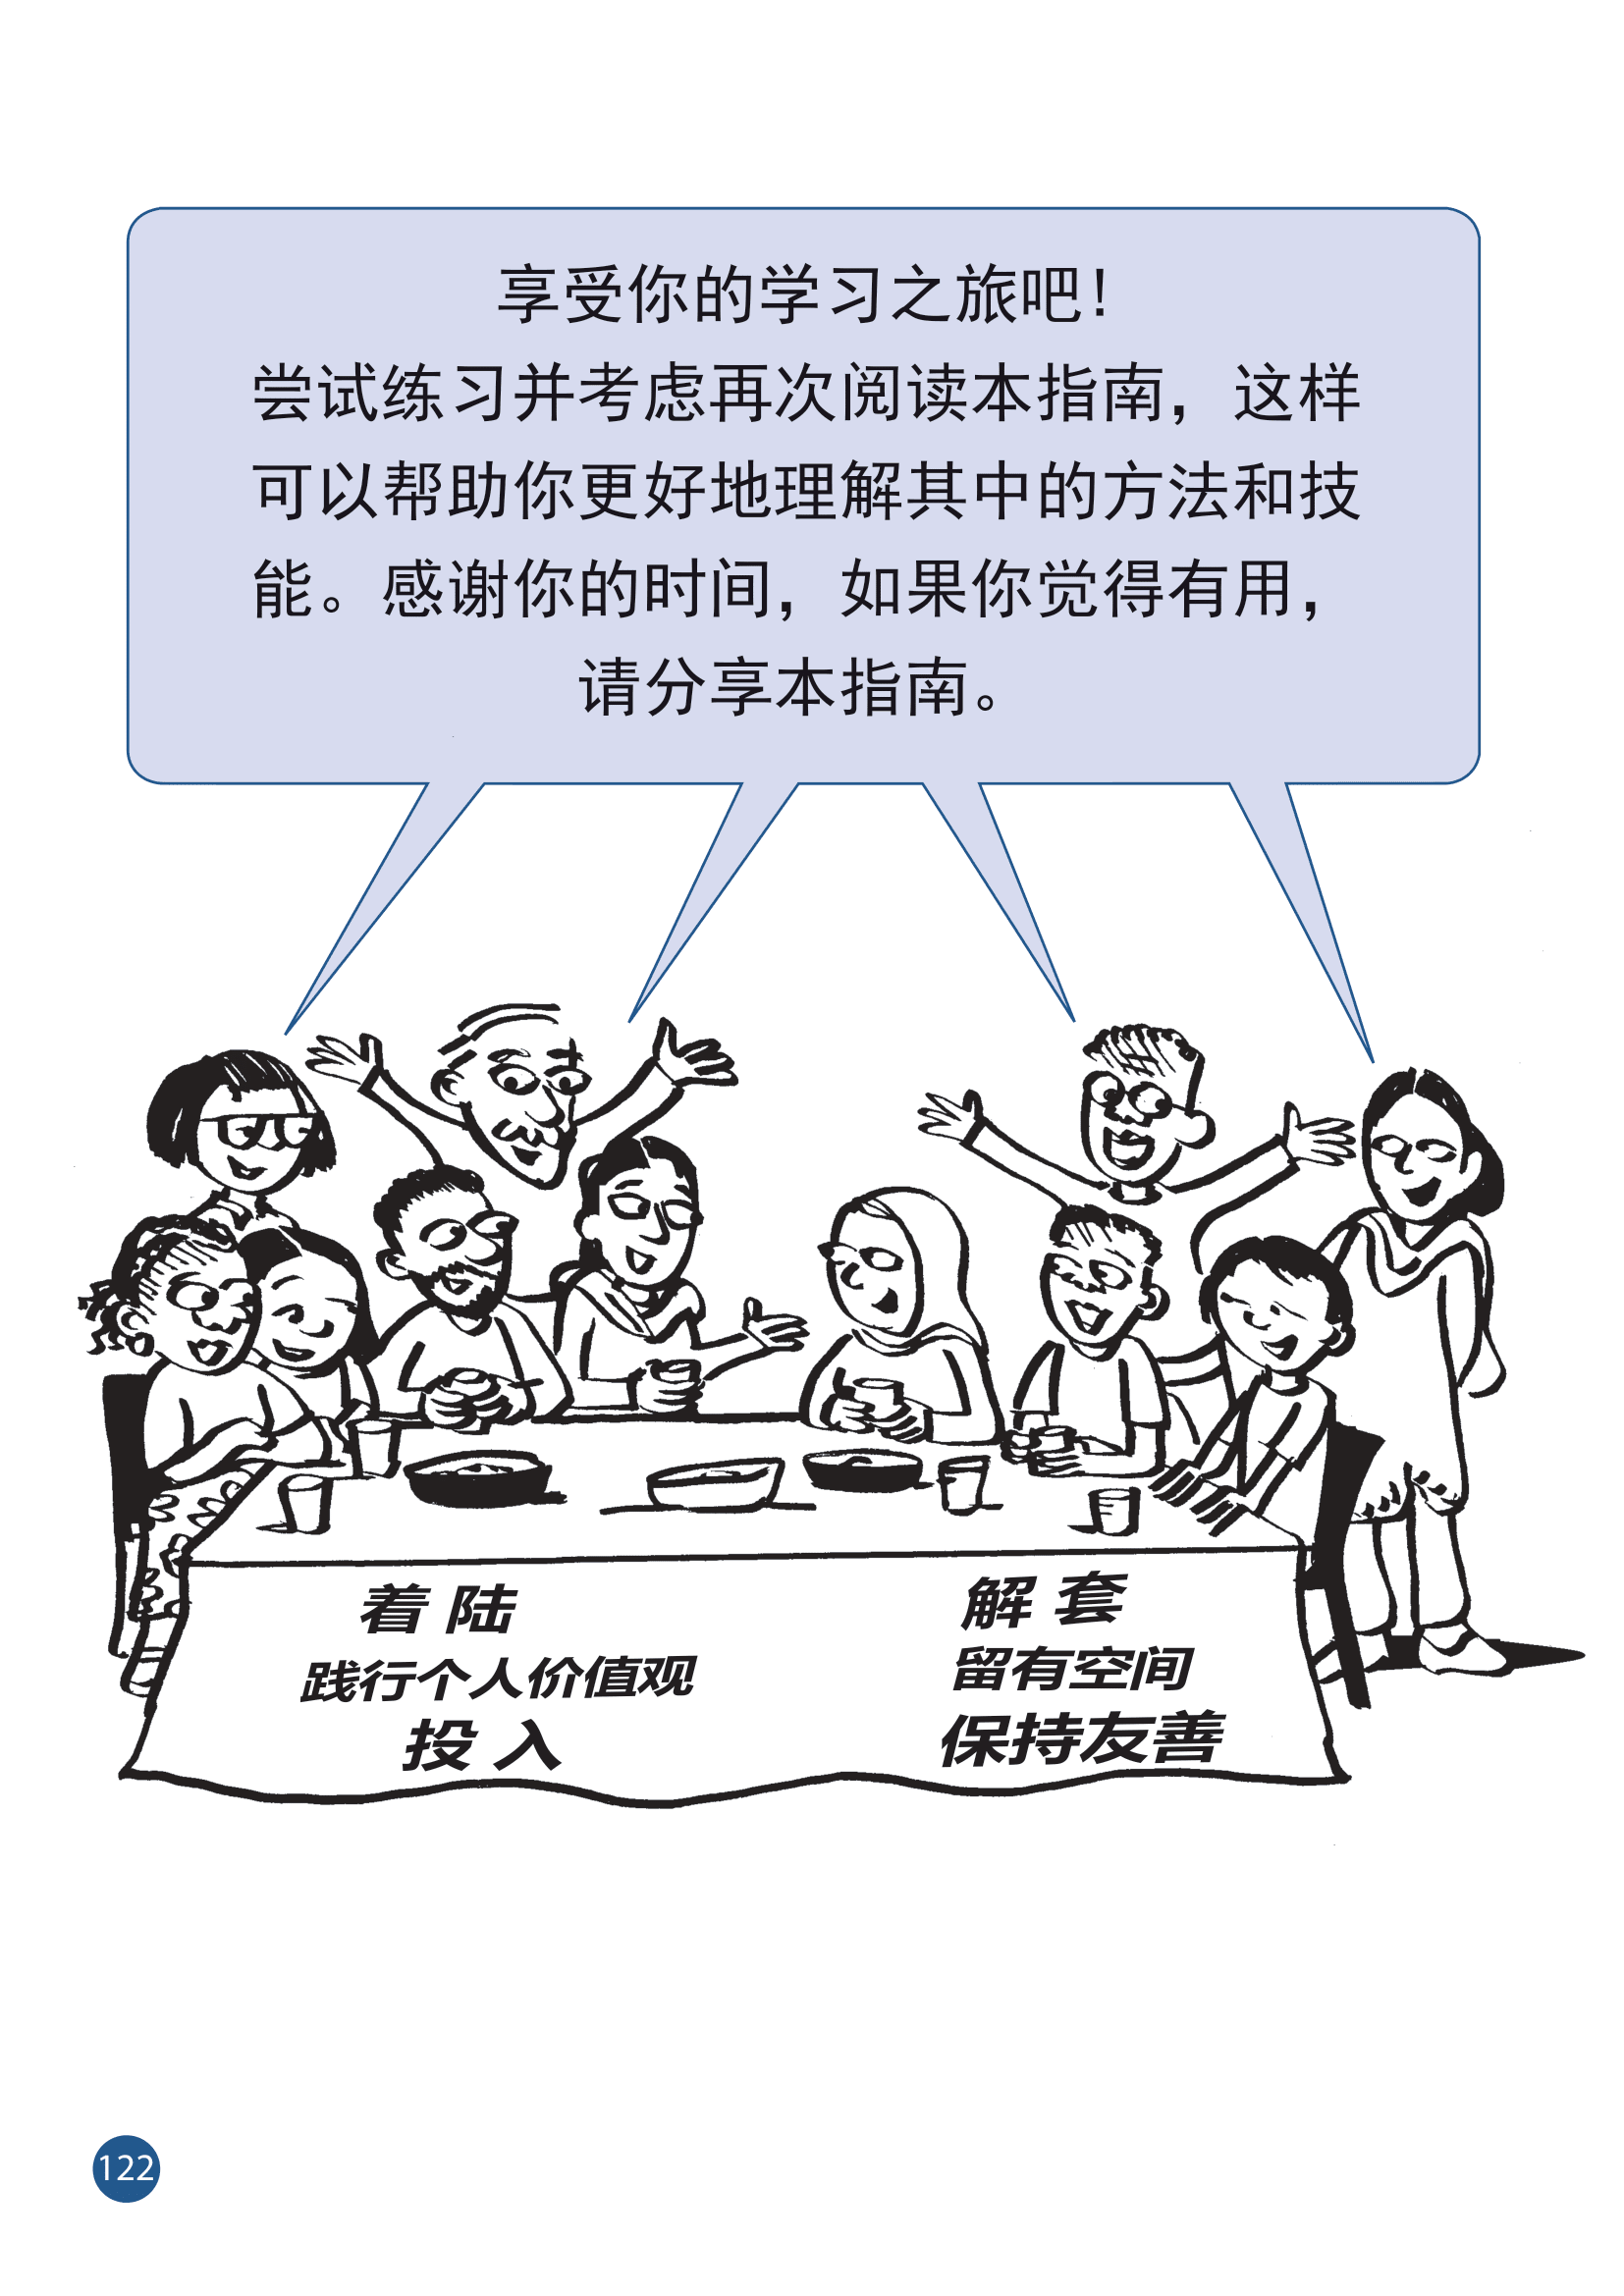 享受你的学习之旅吧！
尝试练习并考虑再次阅读本指南，这样
可以帮助你更好地理解其中的方法和技
能。感谢你的时间，如果你觉得有用，
请分享本指南。
着 陆
践行个人价值观
投 入
解 套
留有空间
保持友善
122